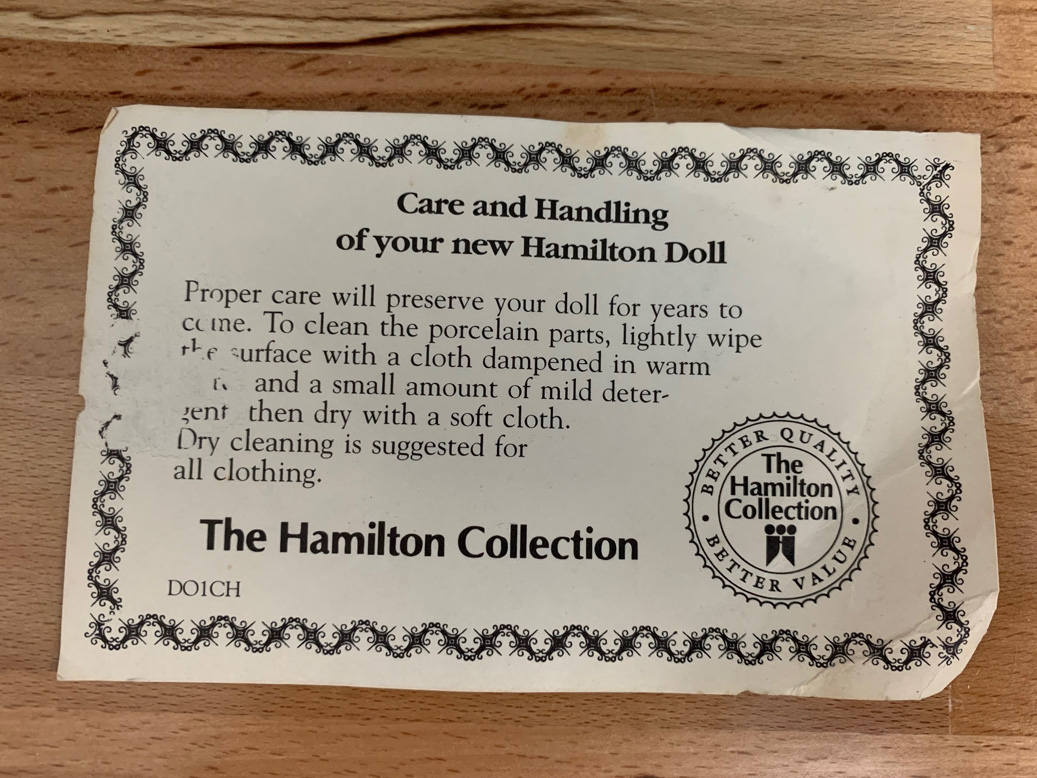 Care and Handling
of your new Hamilton Doll
Proper care will preserve your doll for years to
come. To clean the porcelain parts, lightly wipe
the surface with a cloth dampened in warm
and a small amount of mild deter-
gent then dry with a soft cloth.
Dry cleaning is suggested for
all clothing.
The Hamilton Collection
DO1CH
BETTER QUALITY
The
Hamilton
Collection
BETTER VALUE